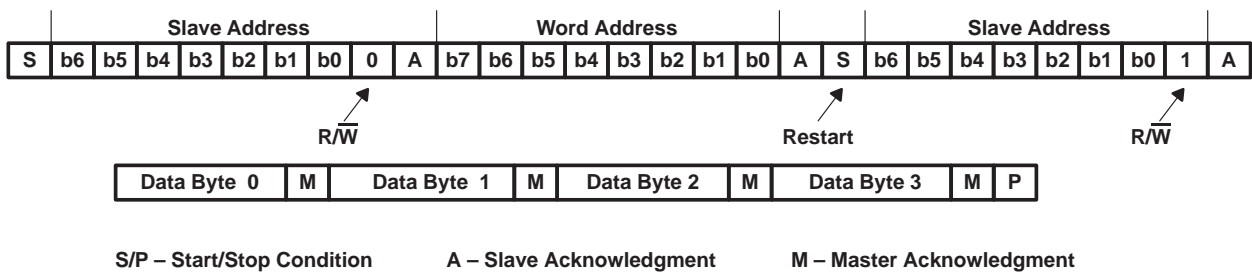 Slave Address Word Address Slave Address
S b6 b5 b4 b3 b2 b1 b0 0 A b7 b6 b5 b4 b3 b2 b1 b0 A S b6 b5 b4 b3 b2 b1 b0 1 A
R/W̅ Restart R/W̅
Data Byte 0 M Data Byte 1 M Data Byte 2 M Data Byte 3 M P
S/P – Start/Stop Condition A – Slave Acknowledgment M – Master Acknowledgment